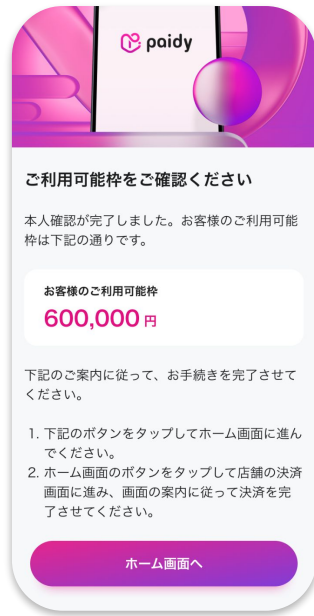 paidy
ご利用可能枠をご確認ください
本人確認が完了しました。お客様のご利用可能
枠は下記の通りです。
お客様のご利用可能枠
600,000 円
下記のご案内に従って、お手続きを完了させて
ください。
1. 下記のボタンをタップしてホーム画面に進ん
でください。
2. ホーム画面のボタンをタップして店舗の決済
画面に進み、画面の案内に従って決済を完
了させてください。
ホーム画面へ